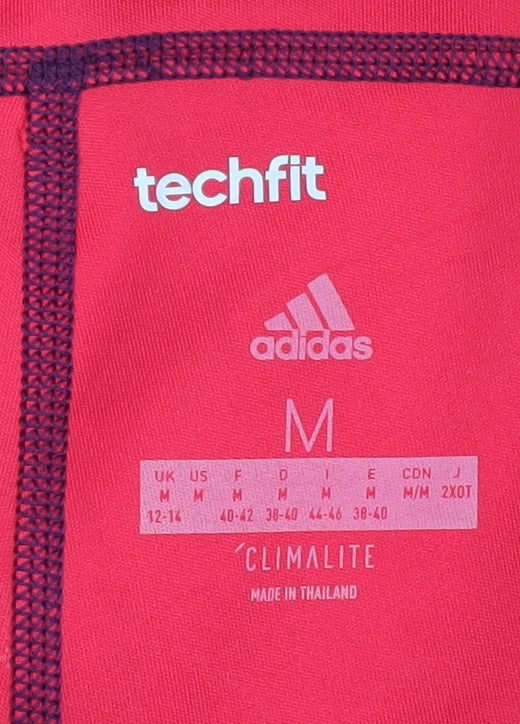 techfit
adidas
M
UK US F D I E CDN J
M M M M M M M/M 2XOT
12-14 40-42 38-40 44-46 38-40
CLIMALITE
MADE IN THAILAND